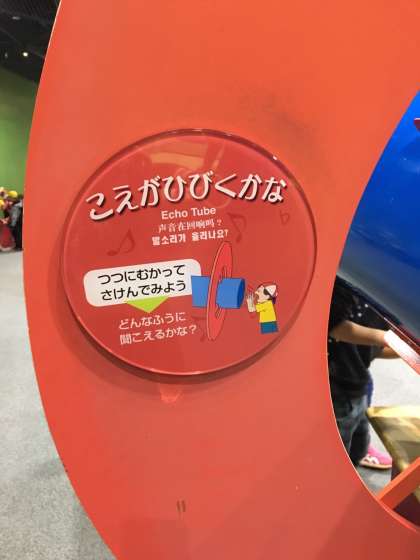 こえがひびくかな
Echo Tube
声音在回响吗？
말소리가 울리나요?
つつにむかって
さけんでみよう
どんなふうに
聞こえるかな？